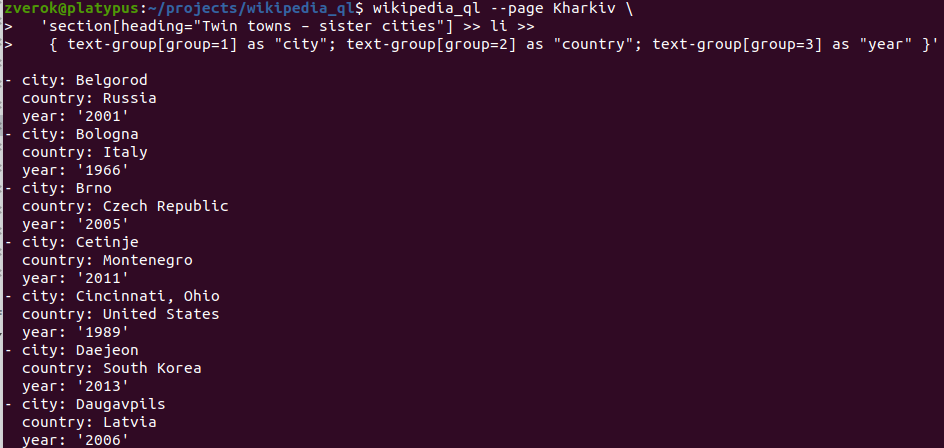 zverok@platypus:~/projects/wikipedia_ql$ wikipedia_ql --page Kharkiv \
>   'section[heading="Twin towns – sister cities"] >> li >>
>    { text-group[group=1] as "city"; text-group[group=2] as "country"; text-group[group=3] as "year" }'
- city: Belgorod
  country: Russia
  year: '2001'
- city: Bologna
  country: Italy
  year: '1966'
- city: Brno
  country: Czech Republic
  year: '2005'
- city: Cetinje
  country: Montenegro
  year: '2011'
- city: Cincinnati, Ohio
  country: United States
  year: '1989'
- city: Daejeon
  country: South Korea
  year: '2013'
- city: Daugavpils
  country: Latvia
  year: '2006'